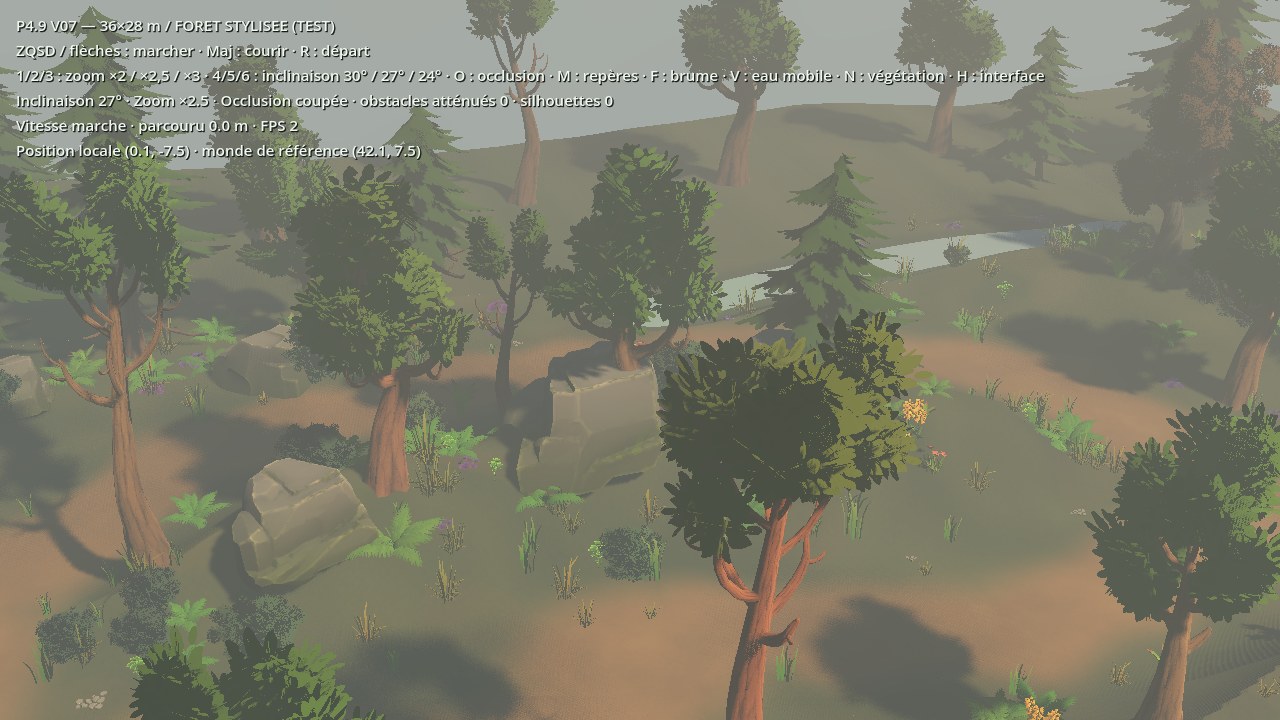 P4.9 V07 — 36×28 m / FORET STYLISEE (TEST)
ZQSD / flèches : marcher · Maj : courir · R : départ
1/2/3 : zoom ×2 / ×2,5 / ×3 · 4/5/6 : inclinaison 30° / 27° / 24° · O : occlusion · M : repères · F : brume · V : eau mobile · N : végétation · H : interface
Inclinaison 27° · Zoom ×2.5 · Occlusion coupée · obstacles atténués 0 · silhouettes 0
Vitesse marche · parcouru 0.0 m · FPS 2
Position locale (0.1, -7.5) · monde de référence (42.1, 7.5)